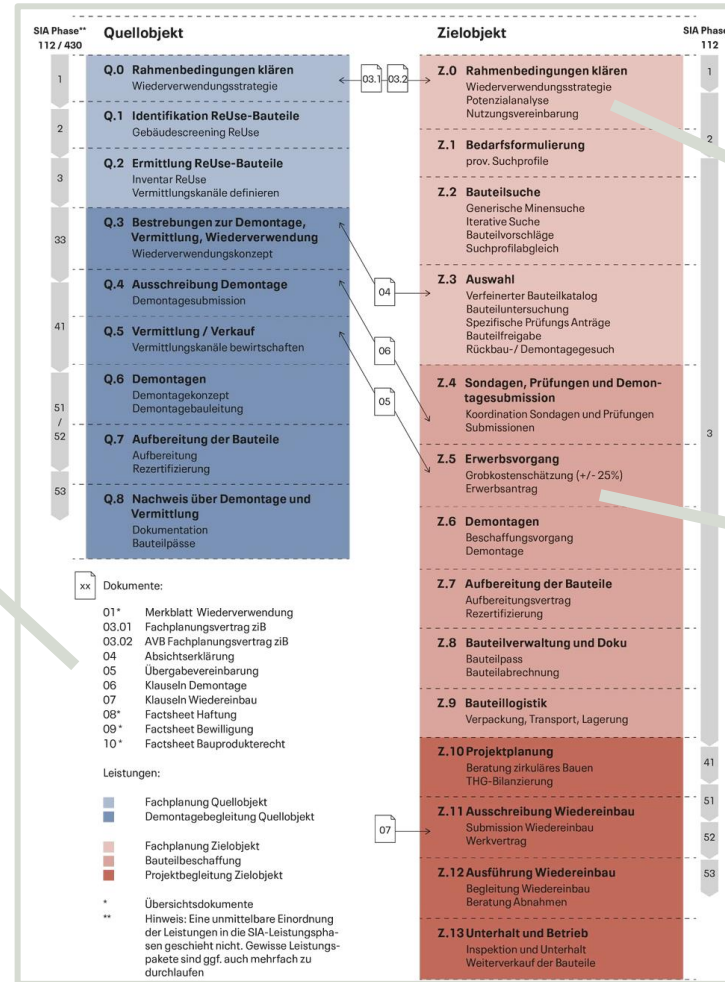 SIA Phase**
112 / 430
Quellobjekt
Zielobjekt
SIA Phase
112
1
2
3
33
41
51
/
52
53
Q.0 Rahmenbedingungen klären
Wiederverwendungsstrategie
Q.1 Identifikation ReUse-Bauteile
Gebäudescreening ReUse
Q.2 Ermittlung ReUse-Bauteile
Inventar ReUse
Vermittlungskanäle definieren
Q.3 Bestrebungen zur Demontage,
Vermittlung, Wiederverwendung
Wiederverwendungskonzept
Q.4 Ausschreibung Demontage
Demontagesubmission
Q.5 Vermittlung / Verkauf
Vermittlungskanäle bewirtschaften
Q.6 Demontagen
Demontagekonzept
Demontagebauleitung
Q.7 Aufbereitung der Bauteile
Aufbereitung
Rezertifizierung
Q.8 Nachweis über Demontage und
Vermittlung
Dokumentation
Bauteilpässe
03.1
03.2
04
06
05
07
Z.0 Rahmenbedingungen klären
Wiederverwendungsstrategie
Potenzialanalyse
Nutzungsvereinbarung
Z.1 Bedarfsformulierung
prov. Suchprofile
Z.2 Bauteilsuche
Generische Minensuche
Iterative Suche
Bauteilvorschläge
Suchprofilabgleich
Z.3 Auswahl
Verfeinerter Bauteilkatalog
Bauteiluntersuchung
Spezifische Prüfungs Anträge
Bauteilfreigabe
Rückbau-/ Demontagegesuch
Z.4 Sondagen, Prüfungen und Demon-
tagesubmission
Koordination Sondagen und Prüfungen
Submissionen
Z.5 Erwerbsvorgang
Grobkostenschätzung (+/- 25%)
Erwerbsantrag
Z.6 Demontagen
Beschaffungsvorgang
Demontage
Z.7 Aufbereitung der Bauteile
Aufbereitungsvertrag
Rezertifizierung
Z.8 Bauteilverwaltung und Doku
Bauteilpass
Bauteilabrechnung
Z.9 Bauteillogistik
Verpackung, Transport, Lagerung
Z.10 Projektplanung
Beratung zirkuläres Bauen
THG-Bilanzierung
Z.11 Ausschreibung Wiedereinbau
Submission Wiedereinbau
Werkvertrag
Z.12 Ausführung Wiedereinbau
Begleitung Wiedereinbau
Beratung Abnahmen
Z.13 Unterhalt und Betrieb
Inspektion und Unterhalt
Weiterverkauf der Bauteile
1
2
3
41
51
52
53
xx Dokumente:
01* Merkblatt Wiederverwendung
03.01 Fachplanungsvertrag ziB
03.02 AVB Fachplanungsvertrag ziB
04 Absichtserklärung
05 Übergabevereinbarung
06 Klauseln Demontage
07 Klauseln Wiedereinbau
08* Factsheet Haftung
09* Factsheet Bewilligung
10* Factsheet Bauprodukterecht
Leistungen:
Fachplanung Quellobjekt
Demontagebegleitung Quellobjekt
Fachplanung Zielobjekt
Bauteilbeschaffung
Projektbegleitung Zielobjekt
* Übersichtsdokumente
** Hinweis: Eine unmittelbare Einordnung
der Leistungen in die SIA-Leistungspha-
sen geschieht nicht. Gewisse Leistungs-
pakete sind ggf. auch mehrfach zu
durchlaufen